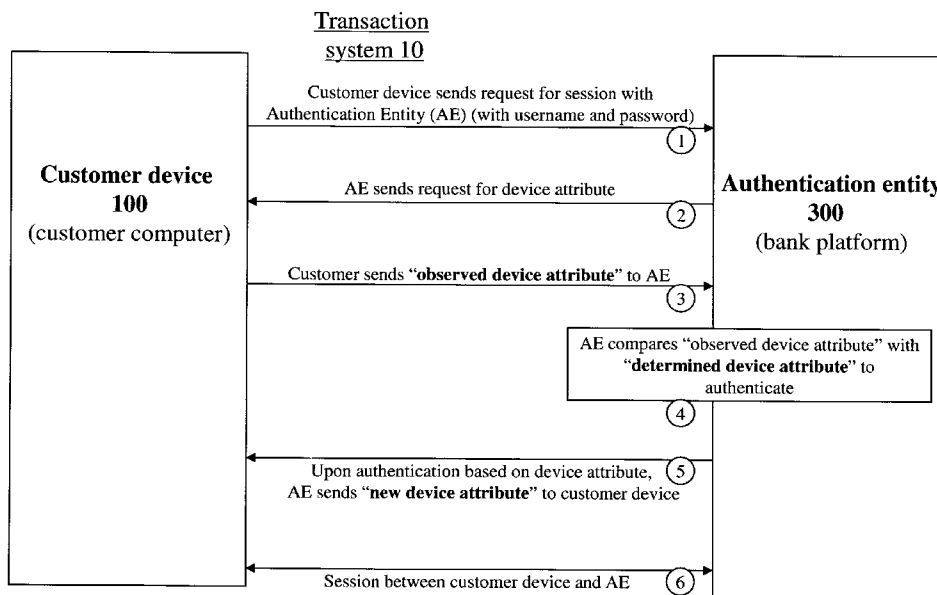 Transaction
system 10
Customer device sends request for session with
Authentication Entity (AE) (with username and password)
1
Customer device
100
(customer computer)
AE sends request for device attribute
2
Authentication entity
300
(bank platform)
Customer sends “observed device attribute” to AE
3
AE compares “observed device attribute” with
“determined device attribute” to
authenticate
4
5
Upon authentication based on device attribute,
AE sends “new device attribute” to customer device
Session between customer device and AE
6